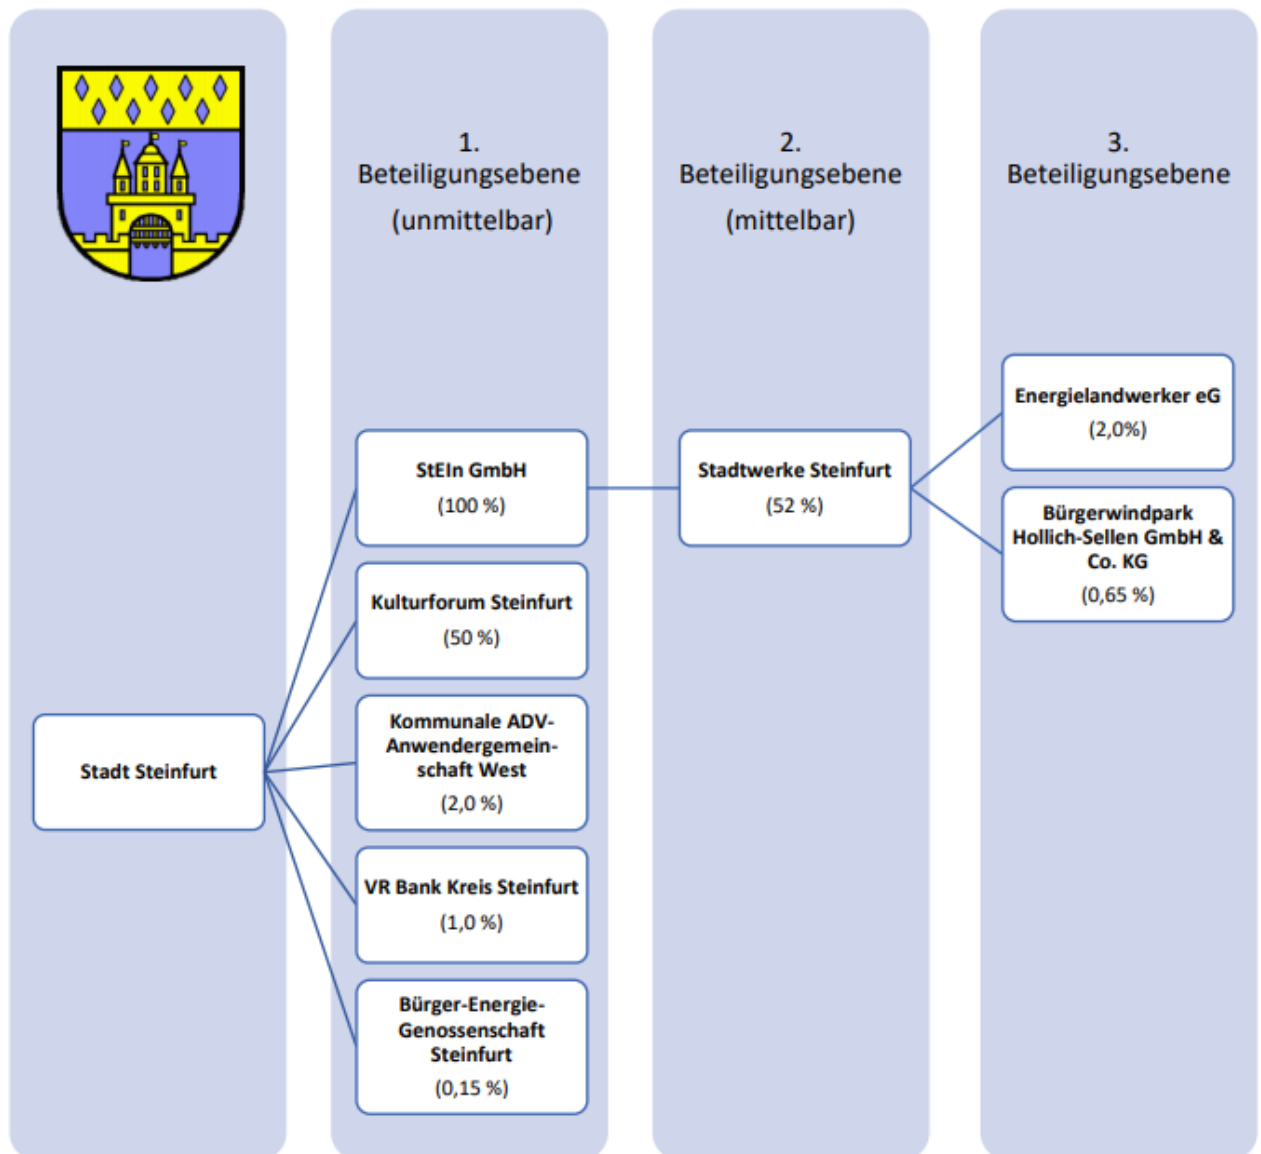 1.
Beteiligungsebene
(unmittelbar)
2.
Beteiligungsebene
(mittelbar)
3.
Beteiligungsebene
Stadt Steinfurt
StEIn GmbH
(100 %)
Kulturforum Steinfurt
(50 %)
Kommunale ADV-
Anwendergemein-
schaft West
(2,0 %)
VR Bank Kreis Steinfurt
(1,0 %)
Bürger-Energie-
Genossenschaft
Steinfurt
(0,15 %)
Stadtwerke Steinfurt
(52 %)
Energielandwerker eG
(2,0%)
Bürgerwindpark
Hollich-Sellen GmbH &
Co. KG
(0,65 %)